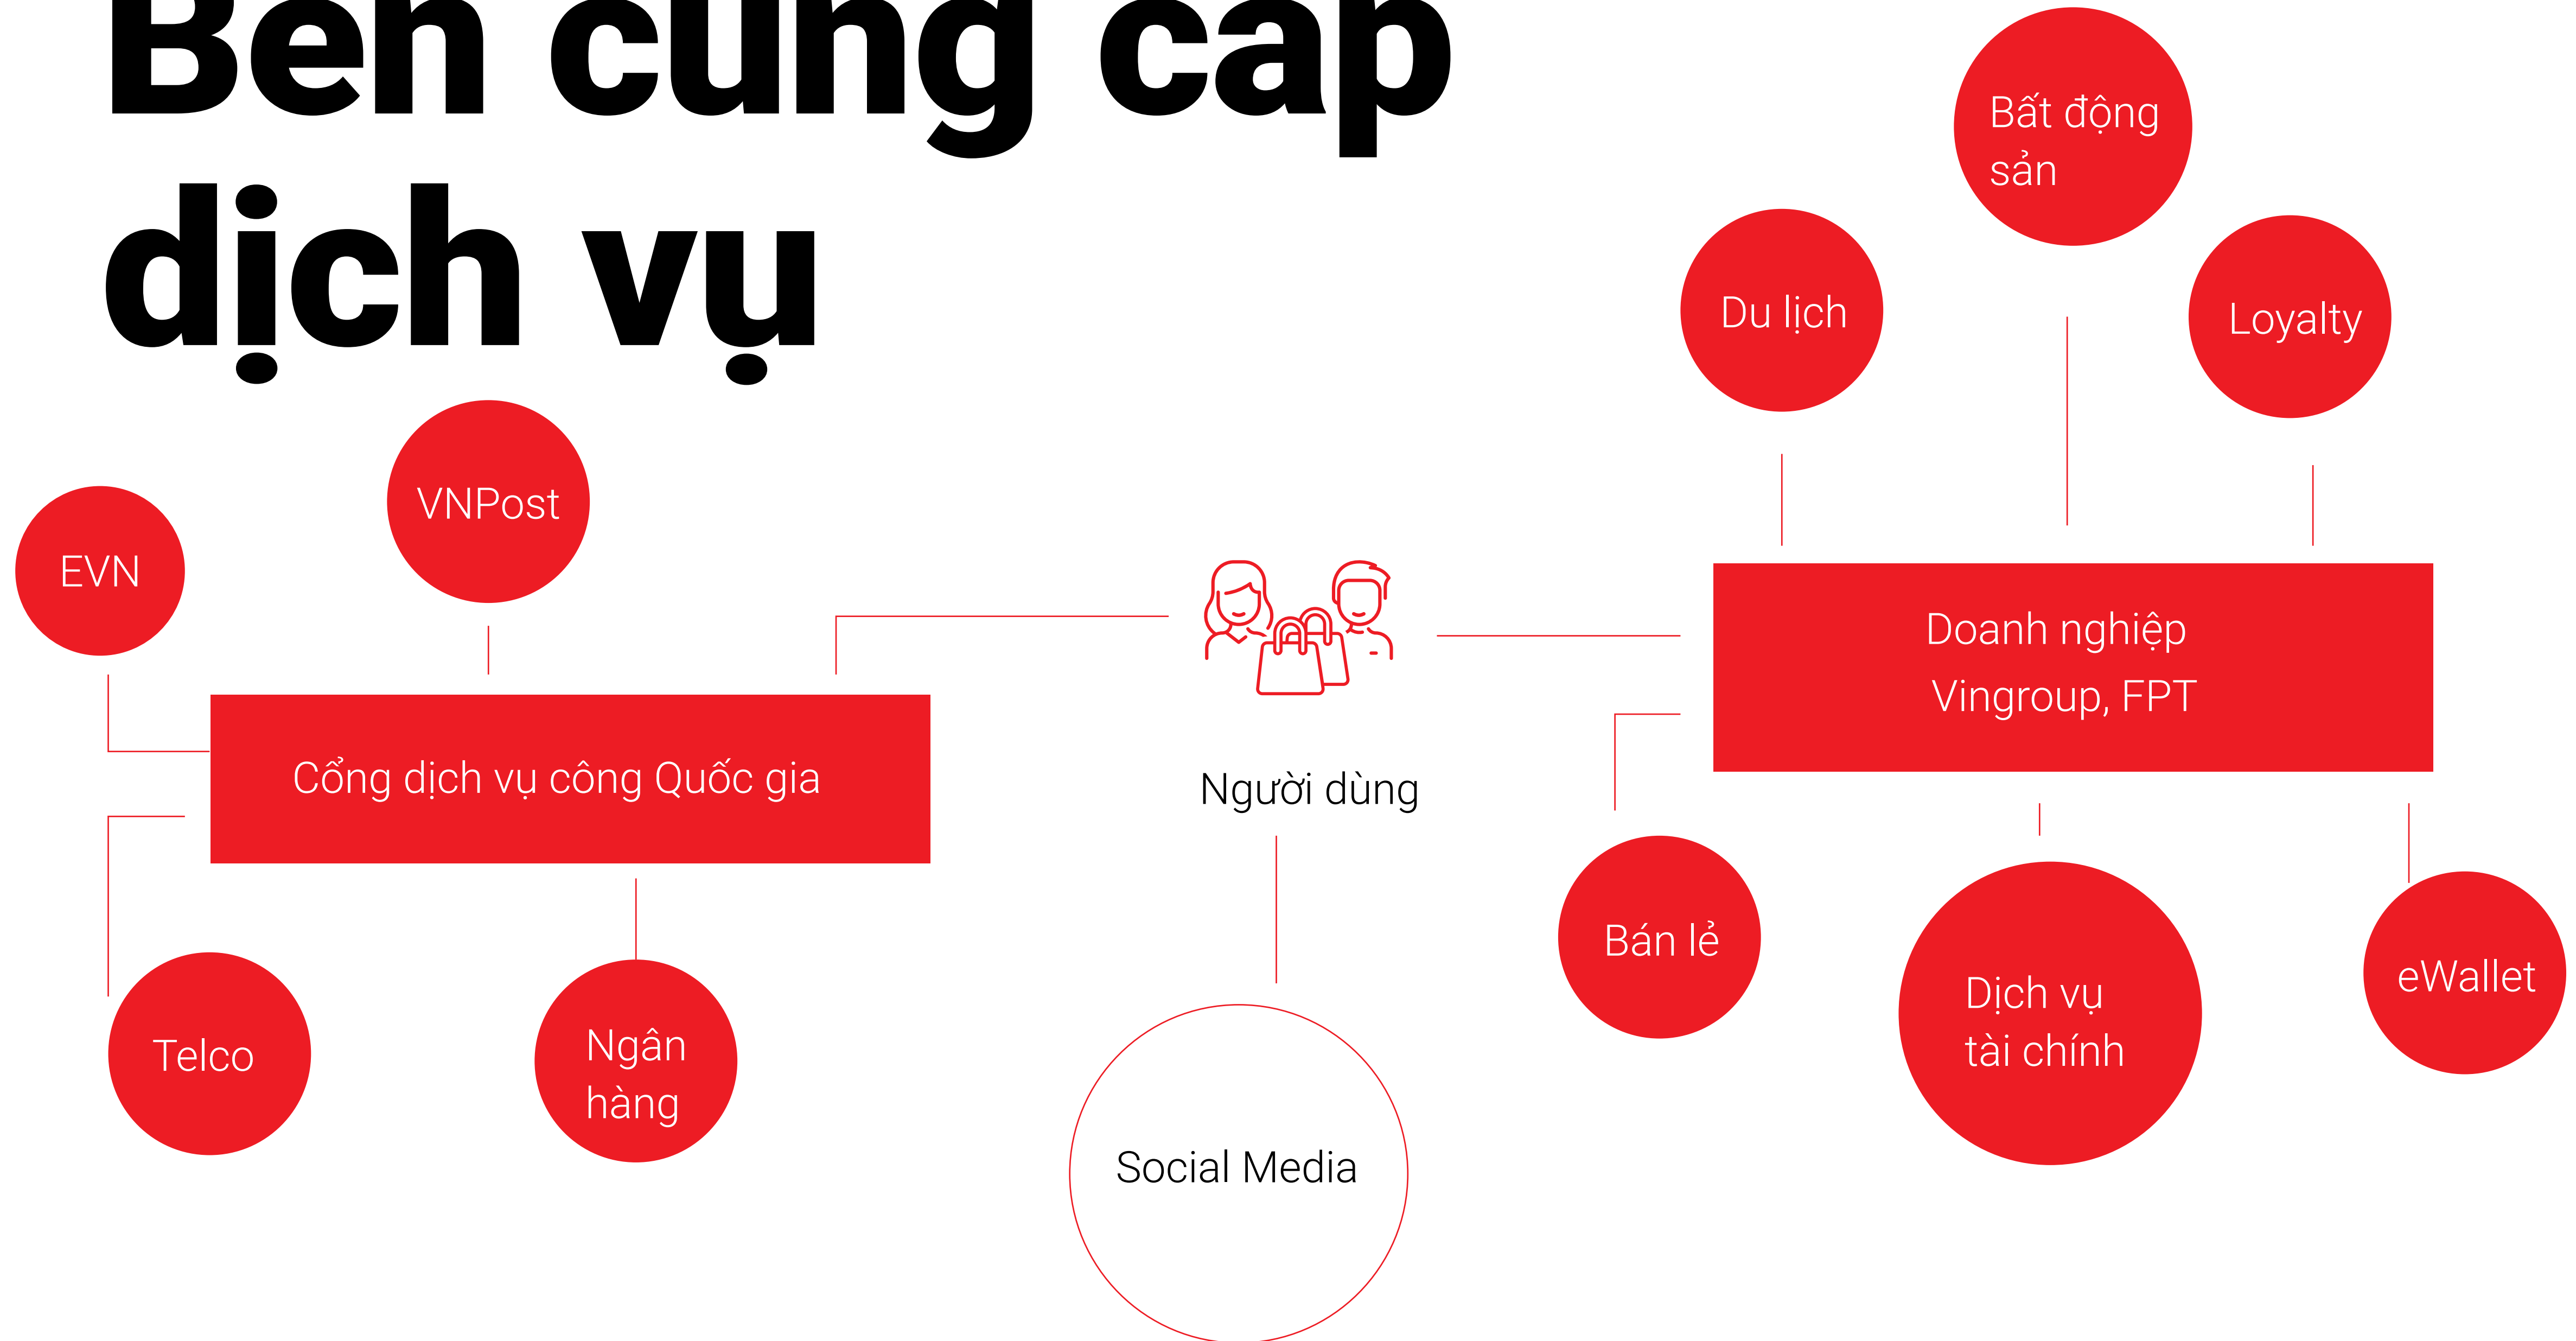 Bên cung cấp
dịch vụ
Bất động
sản
Du lịch
Loyalty
VNPost
EVN
Doanh nghiệp
Vingroup, FPT
Cổng dịch vụ công Quốc gia
Người dùng
Bán lẻ
Dịch vụ
tài chính
eWallet
Telco
Ngân
hàng
Social Media